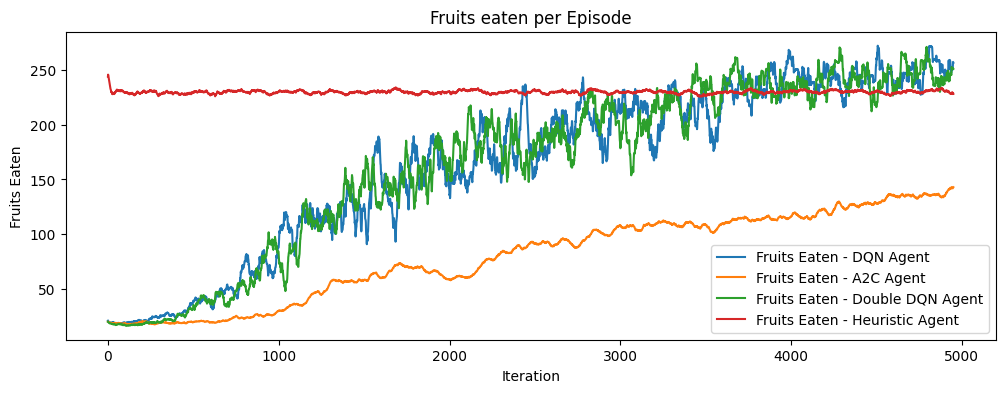 Fruits eaten per Episode
Fruits Eaten
250
200
150
100
50
0
1000
2000
3000
4000
5000
Iteration
Fruits Eaten - DQN Agent
Fruits Eaten - A2C Agent
Fruits Eaten - Double DQN Agent
Fruits Eaten - Heuristic Agent